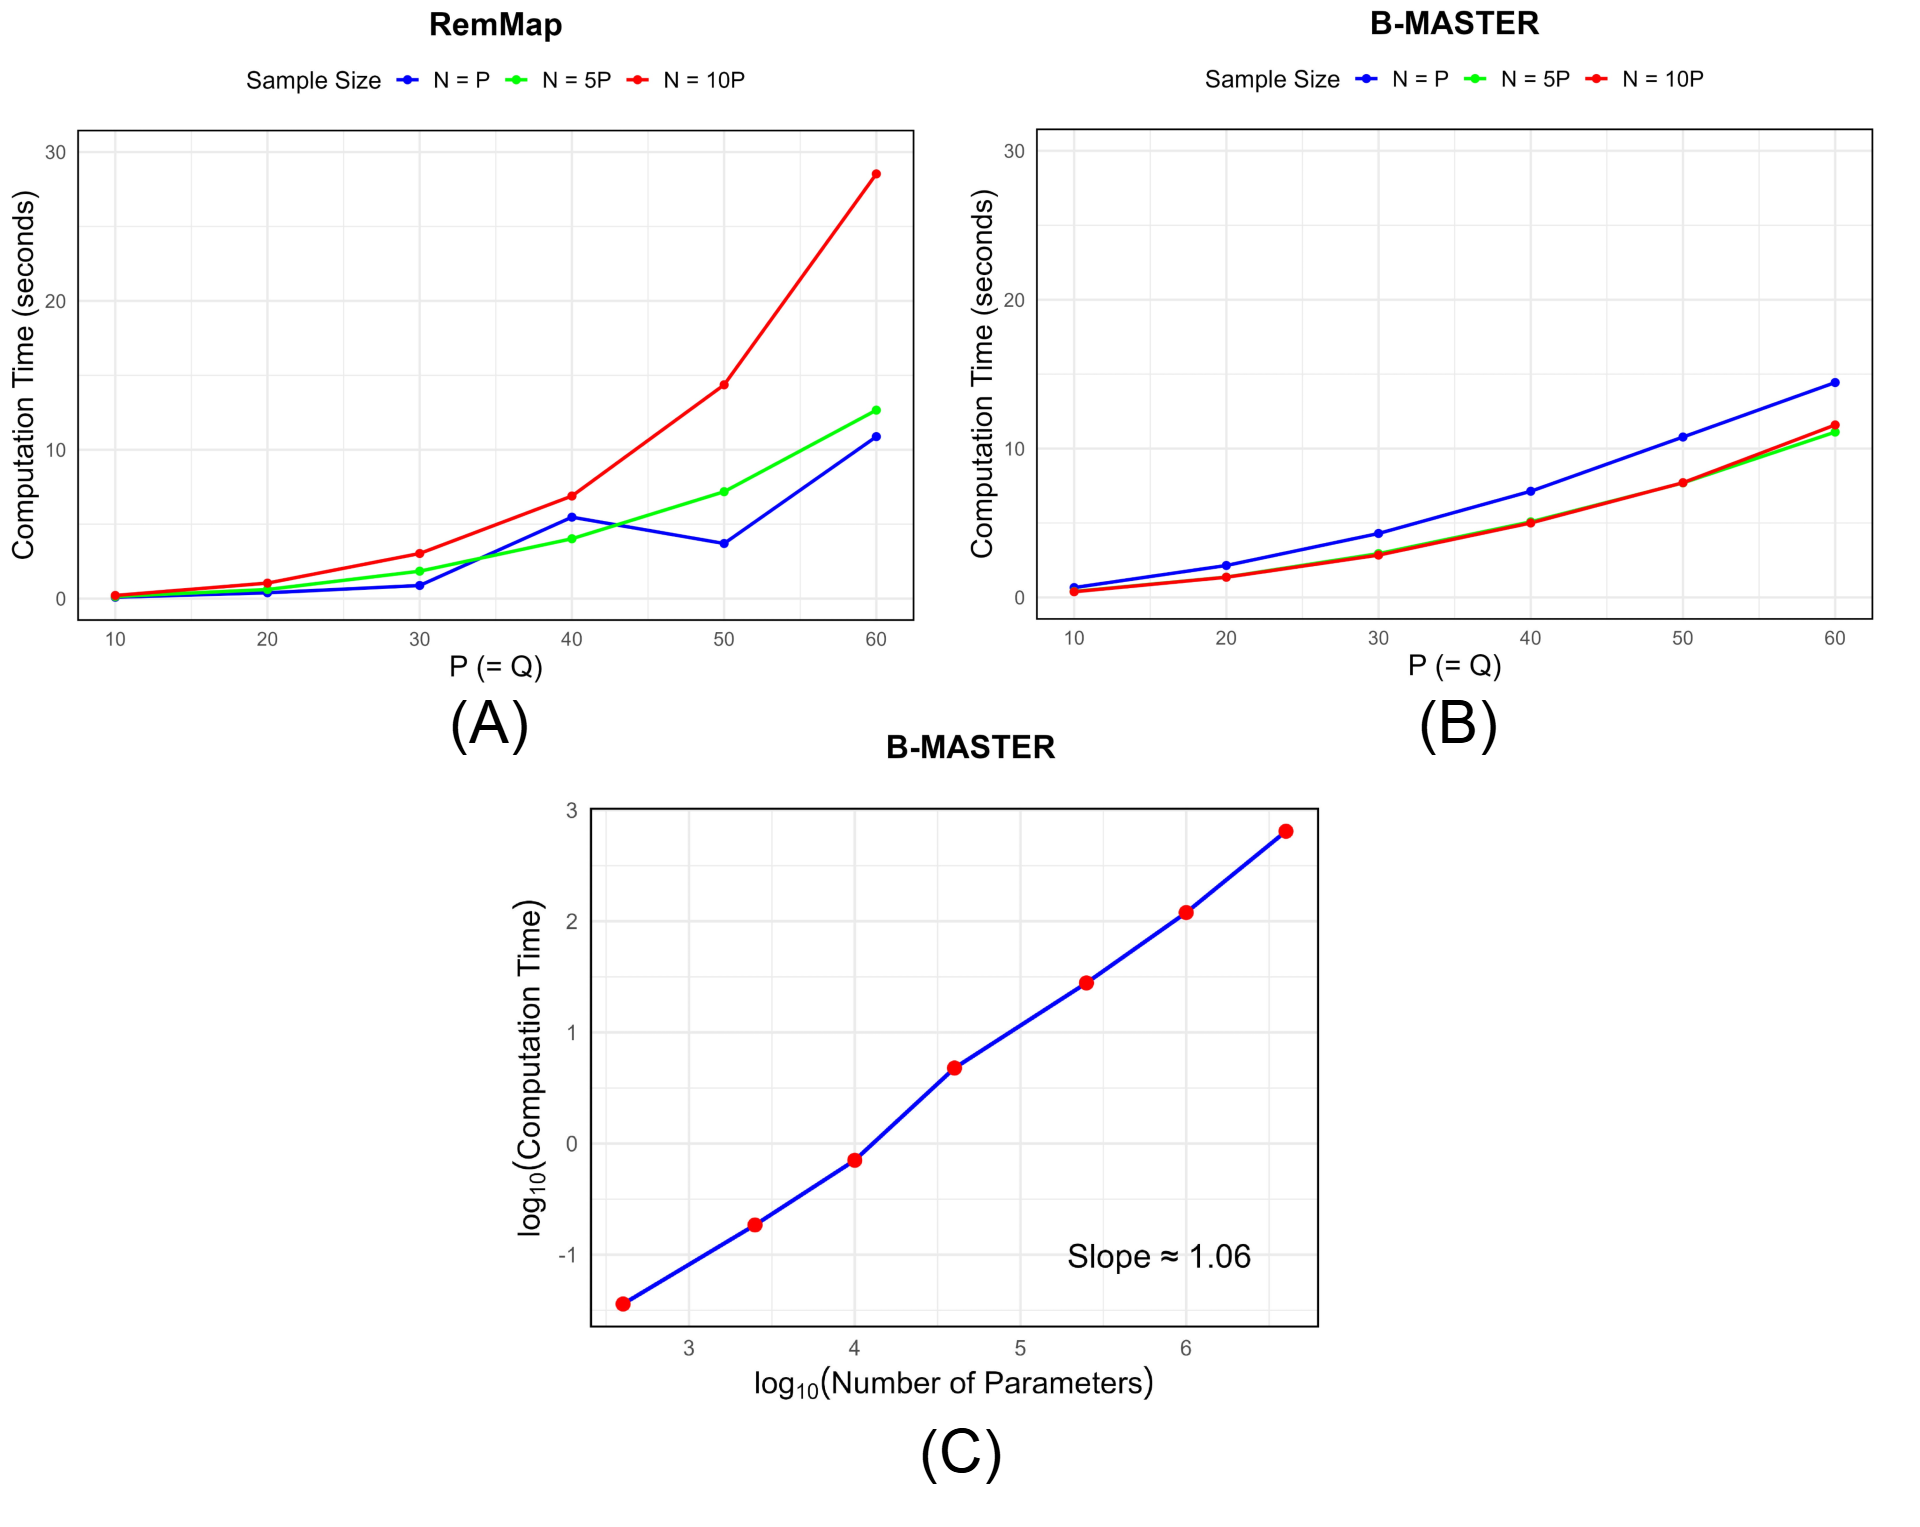 RemMap
Sample Size N = P N = 5P N = 10P
30
20
10
0
Computation Time (seconds)
10 20 30 40 50 60
P (= Q)
(A)
B-MASTER
Sample Size N = P N = 5P N = 10P
30
20
10
0
Computation Time (seconds)
10 20 30 40 50 60
P (= Q)
(B)
B-MASTER
3
2
1
0
-1
log₁₀(Computation Time)
Slope ≈ 1.06
3 4 5 6
log₁₀(Number of Parameters)
(C)